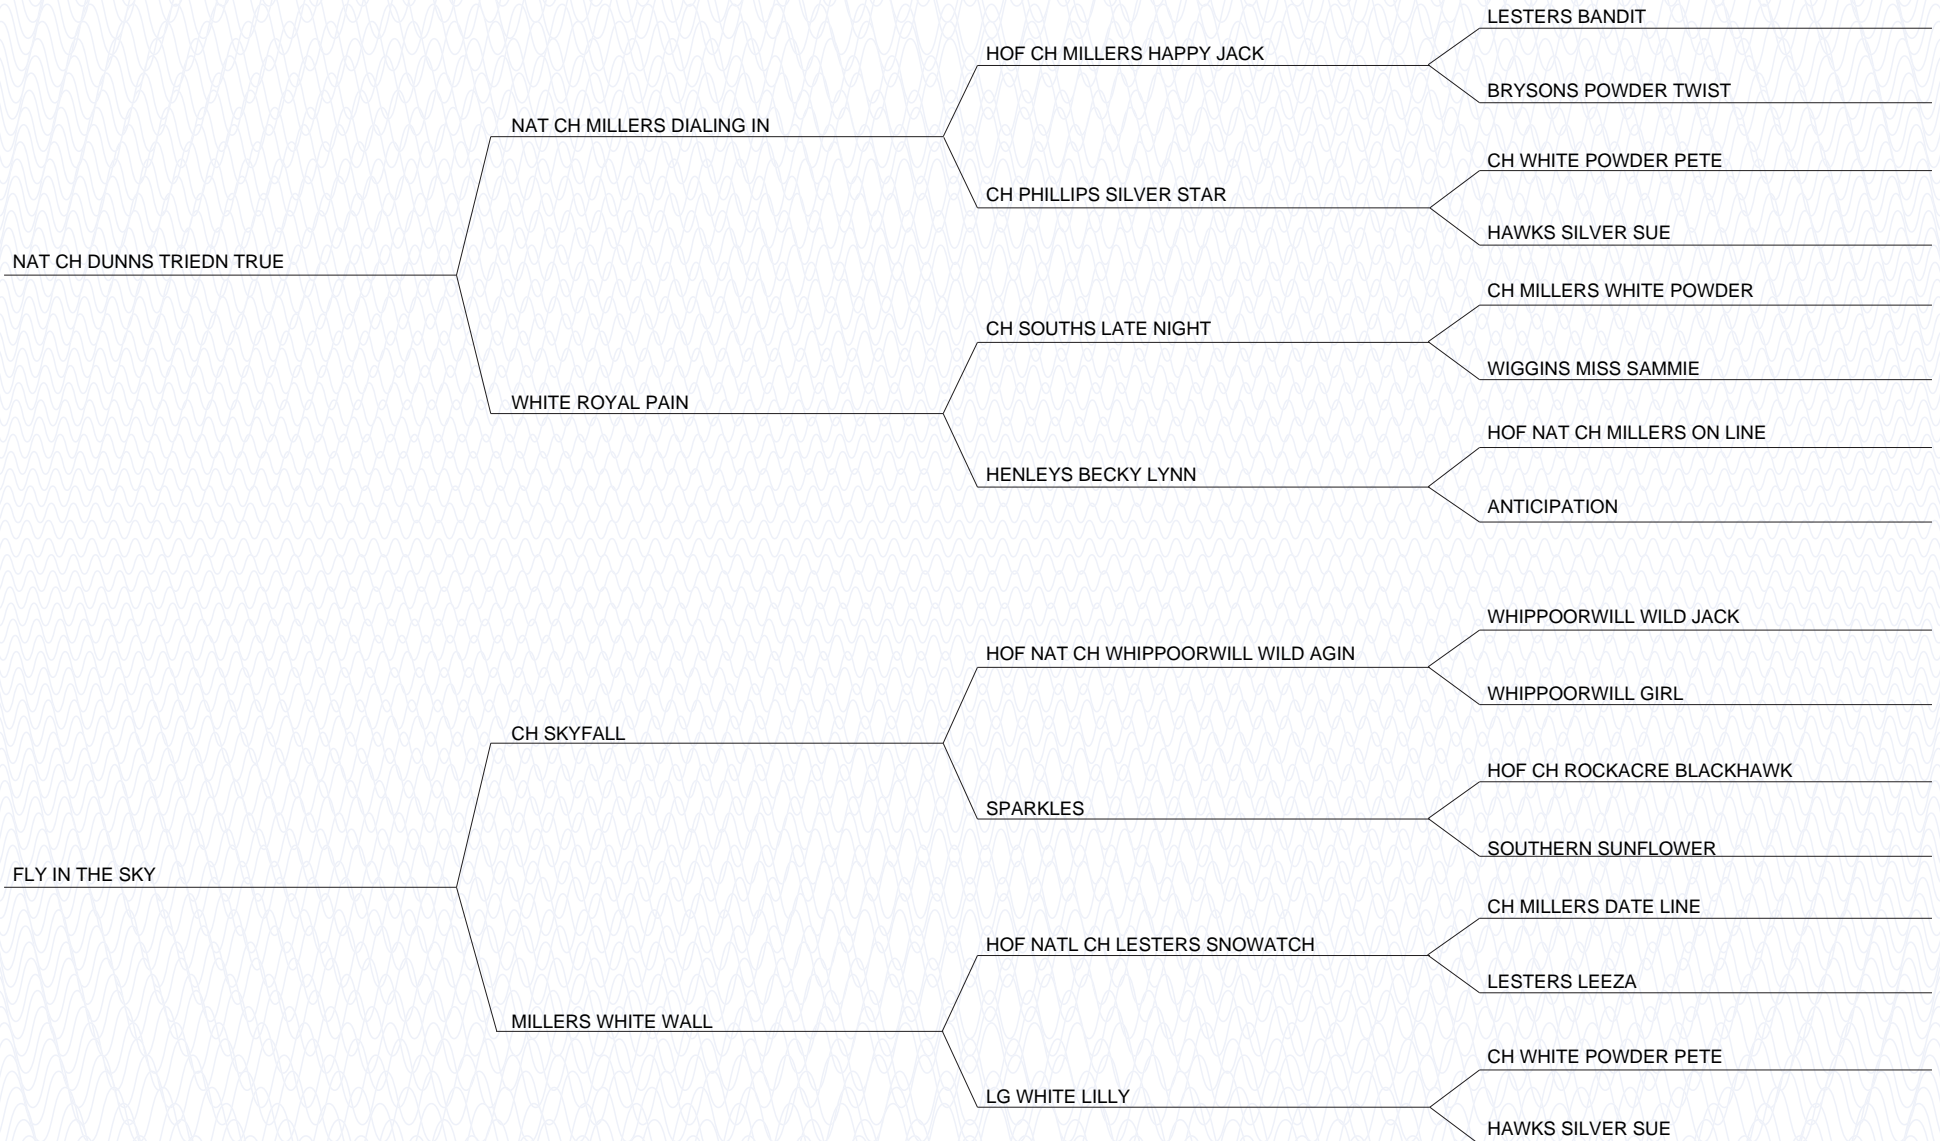 LESTERS BANDIT
HOF CH MILLERS HAPPY JACK
BRYSONS POWDER TWIST
NAT CH MILLERS DIALING IN
CH WHITE POWDER PETE
CH PHILLIPS SILVER STAR
HAWKS SILVER SUE
NAT CH DUNNS TRIEDN TRUE
CH MILLERS WHITE POWDER
CH SOUTHS LATE NIGHT
WIGGINS MISS SAMMIE
WHITE ROYAL PAIN
HOF NAT CH MILLERS ON LINE
HENLEYS BECKY LYNN
ANTICIPATION
WHIPPOORWILL WILD JACK
HOF NAT CH WHIPPOORWILL WILD AGIN
WHIPPOORWILL GIRL
CH SKYFALL
HOF CH ROCKACRE BLACKHAWK
SPARKLES
SOUTHERN SUNFLOWER
FLY IN THE SKY
CH MILLERS DATE LINE
HOF NATL CH LESTERS SNOWATCH
LESTERS LEEZA
MILLERS WHITE WALL
CH WHITE POWDER PETE
LG WHITE LILLY
HAWKS SILVER SUE